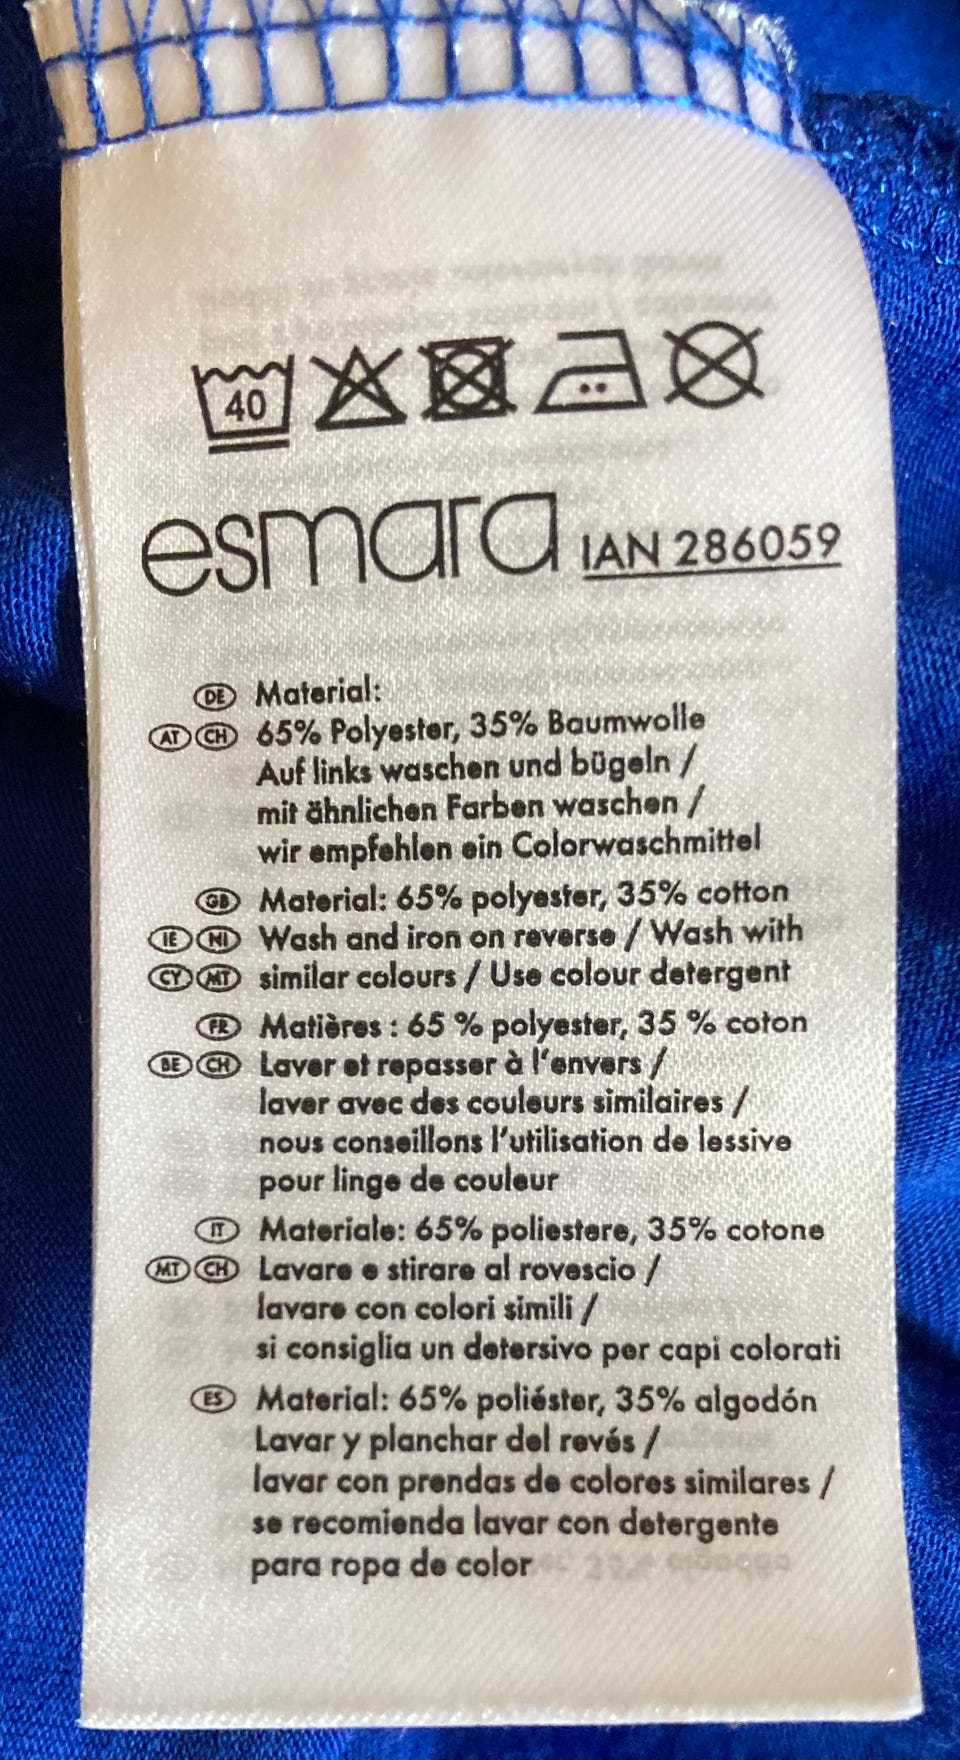 40
esmara IAN 286059
DE Material:
AT CH 65% Polyester, 35% Baumwolle
Auf links waschen und bügeln /
mit ähnlichen Farben waschen /
wir empfehlen ein Colorwaschmittel
GB Material: 65% polyester, 35% cotton
IE NI Wash and iron on reverse / Wash with
CY MT similar colours / Use colour detergent
FR Matières : 65 % polyester, 35 % coton
BE CH Laver et repasser à l'envers /
laver avec des couleurs similaires /
nous conseillons l'utilisation de lessive
pour linge de couleur
IT Materiale: 65% poliestere, 35% cotone
MT CH Lavare e stirare al rovescio /
lavare con colori simili /
si consiglia un detersivo per capi colorati
ES Material: 65% poliéster, 35% algodón
Lavar y planchar del revés /
lavar con prendas de colores similares /
se recomienda lavar con detergente
para ropa de color